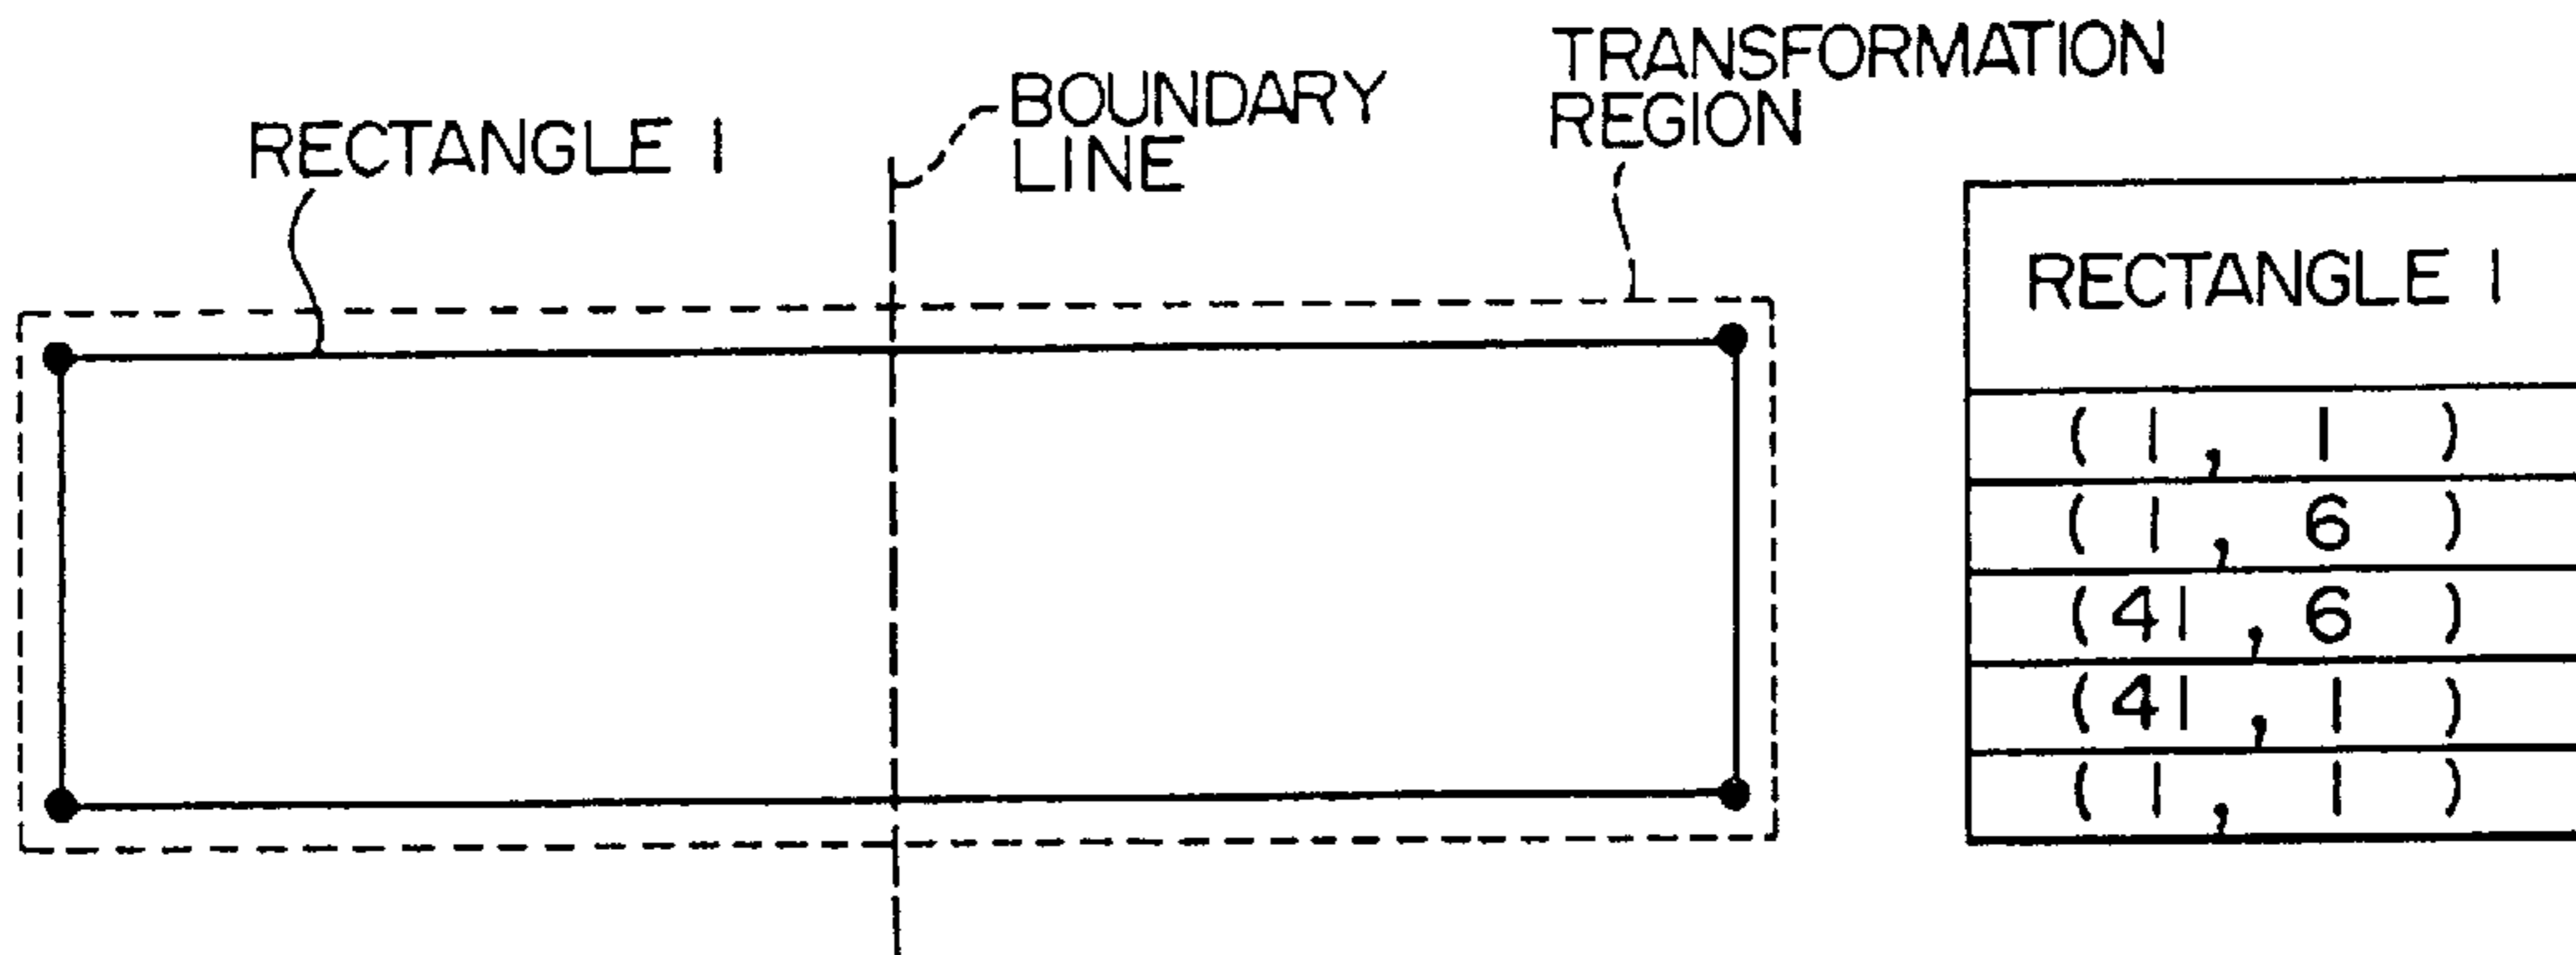 TRANSFORMATION
REGION
BOUNDARY
LINE
RECTANGLE 1
RECTANGLE 1
( 1 , 1 )
( 1 , 6 )
( 41 , 6 )
( 41 , 1 )
( 1 , 1 )